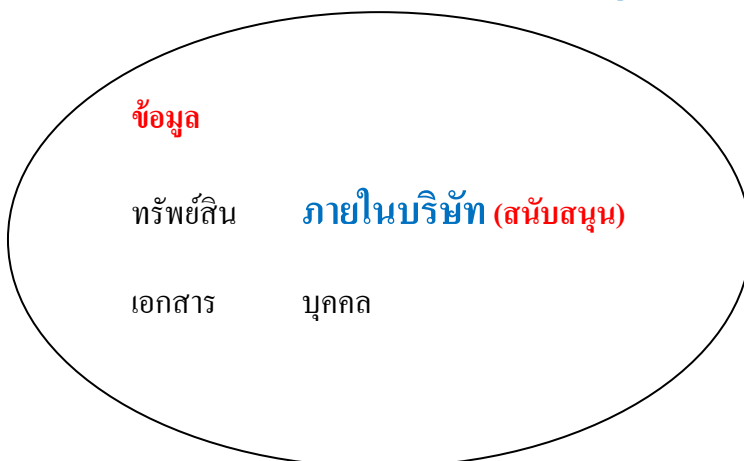 ข้อมูล
ทรัพย์สิน ภายในบริษัท (สนับสนุน)
เอกสาร บุคคล